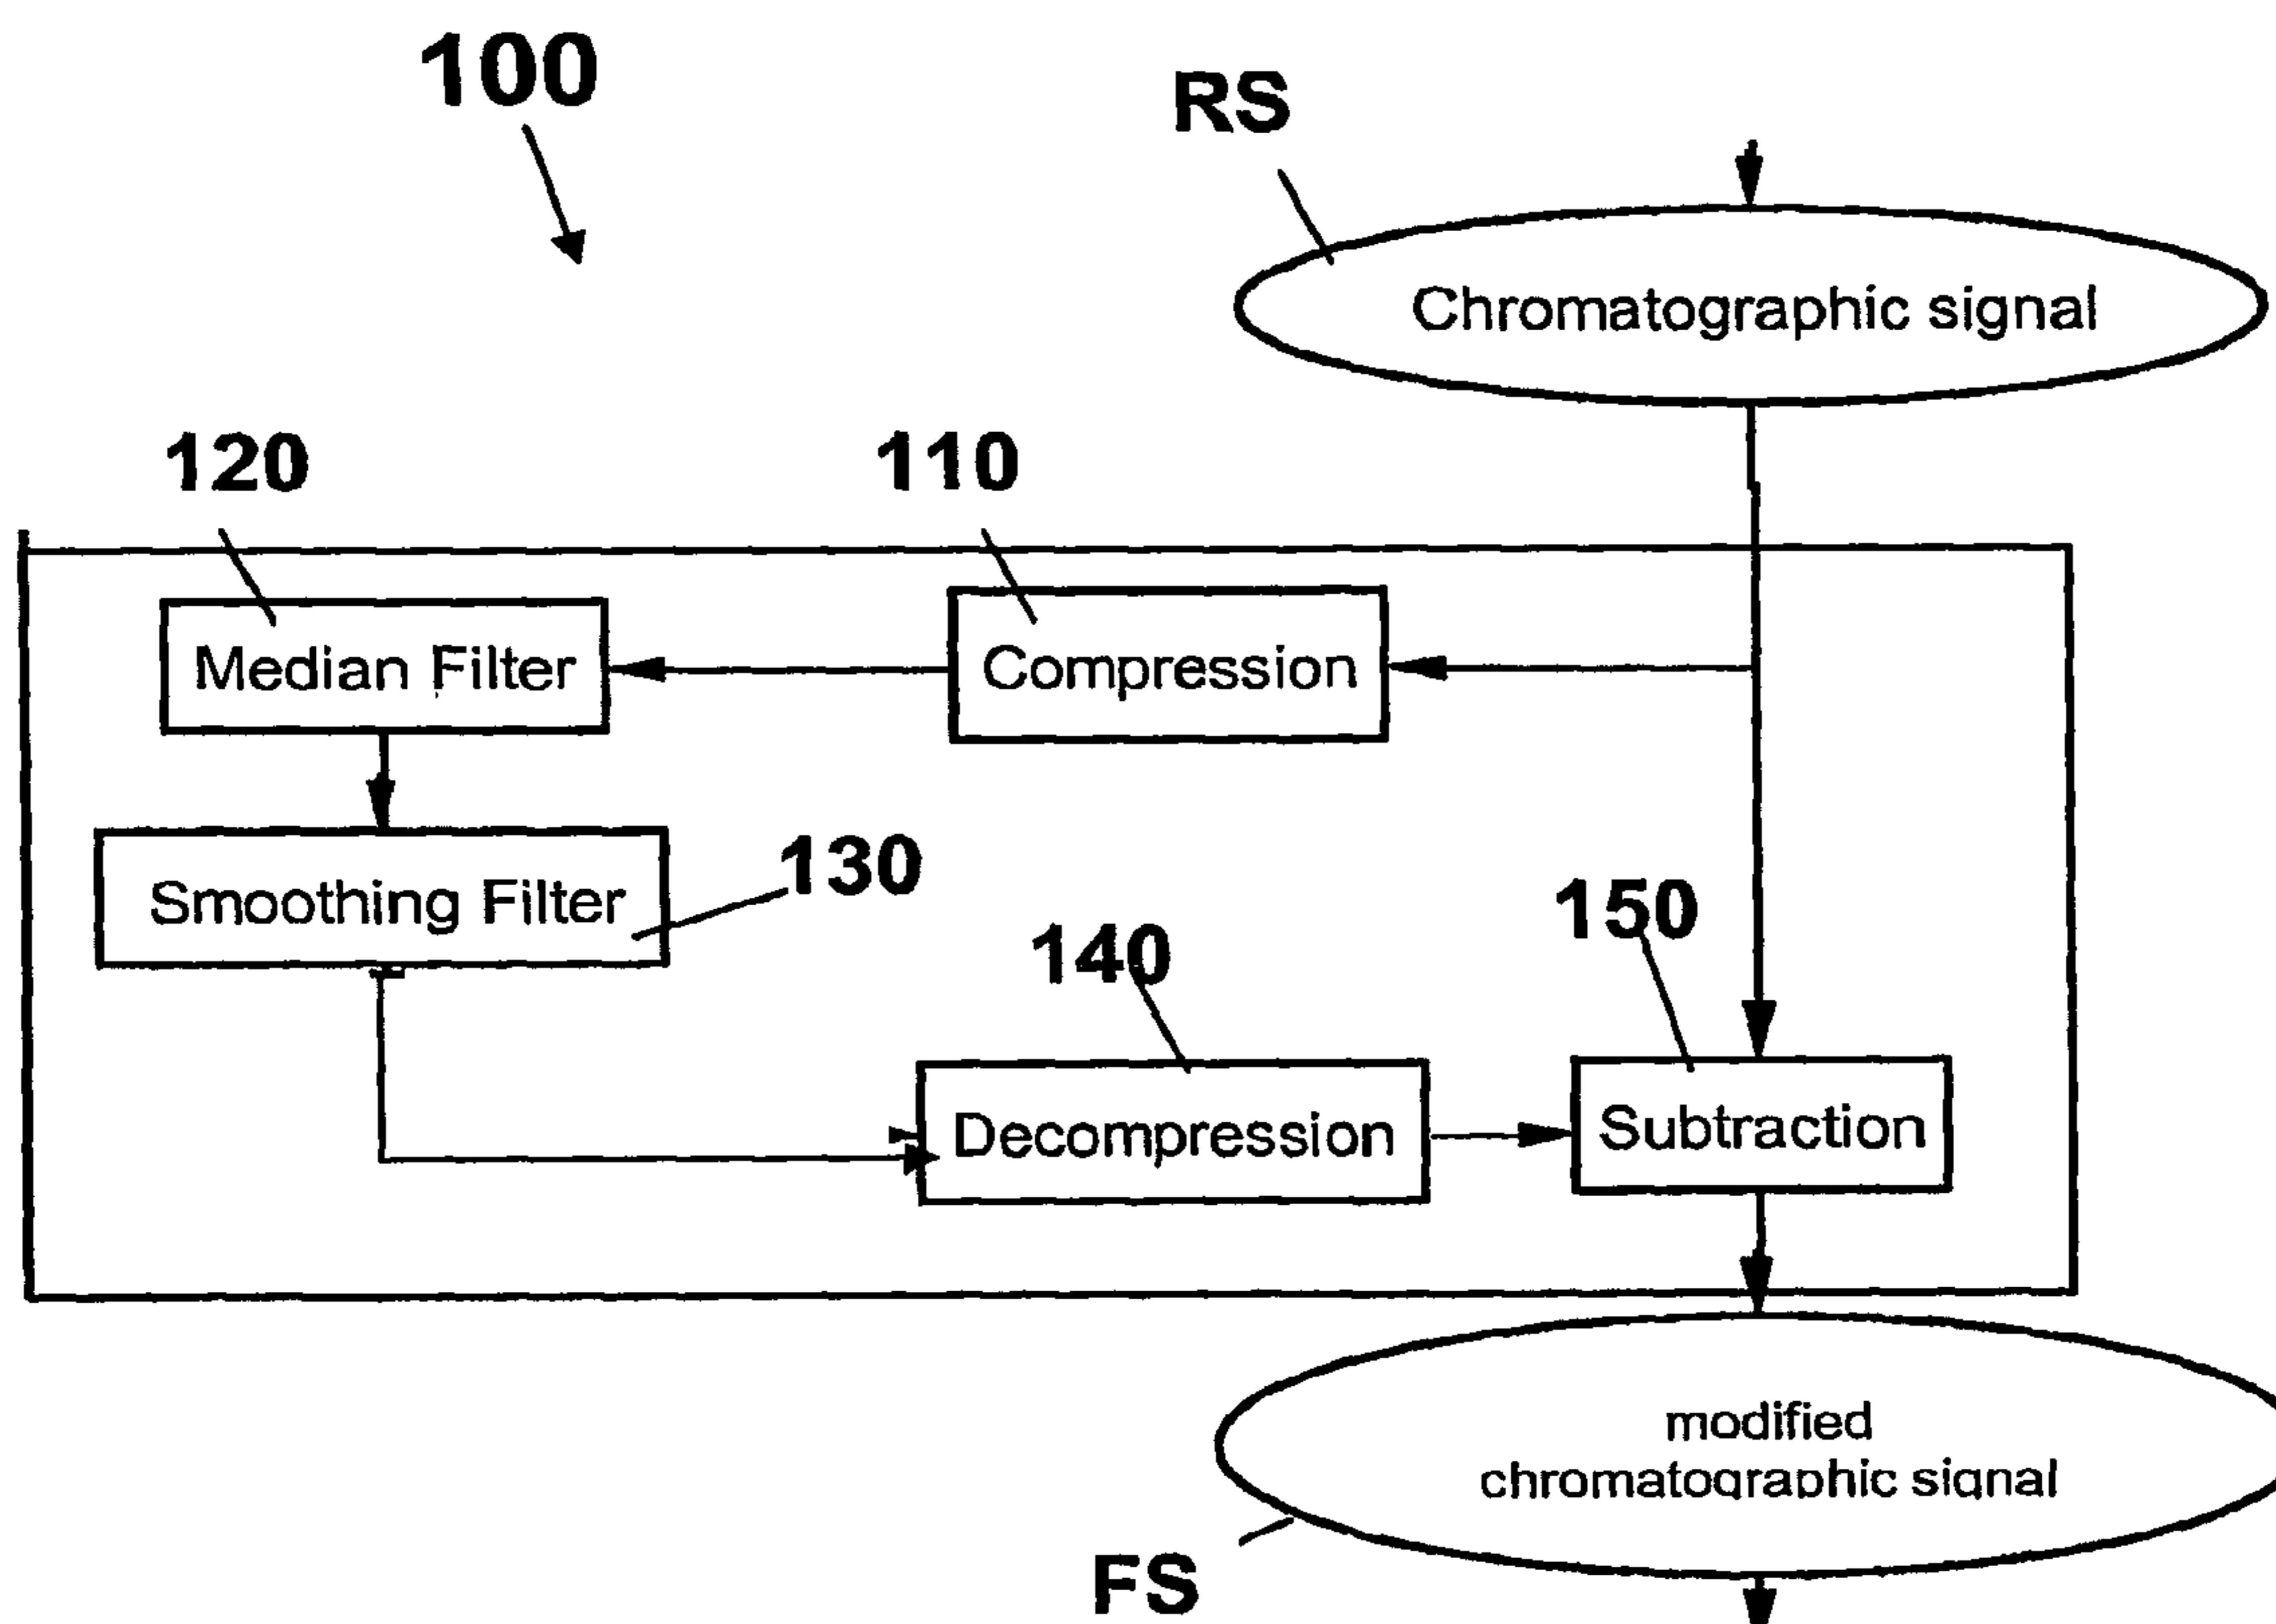 100
RS
Chromatographic signal
120
110
Median Filter
Compression
Smoothing Filter
130
140
150
Decompression
Subtraction
modified
chromatographic signal
FS